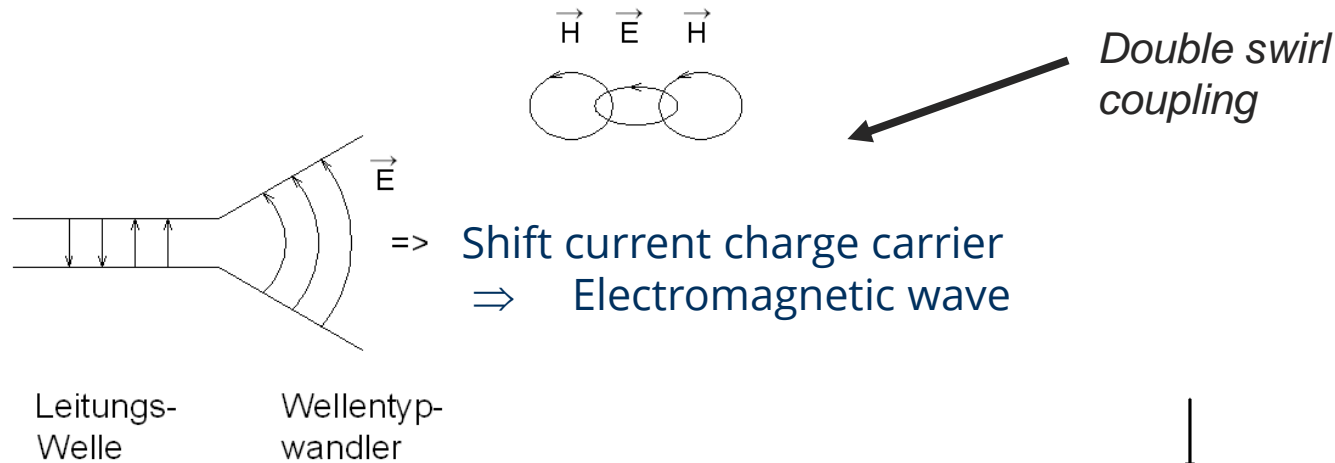 H⃗ E⃗ H⃗
Double swirl
coupling
E⃗
=> Shift current charge carrier
⇒ Electromagnetic wave
Leitungs-
Welle
Wellentyp-
wandler